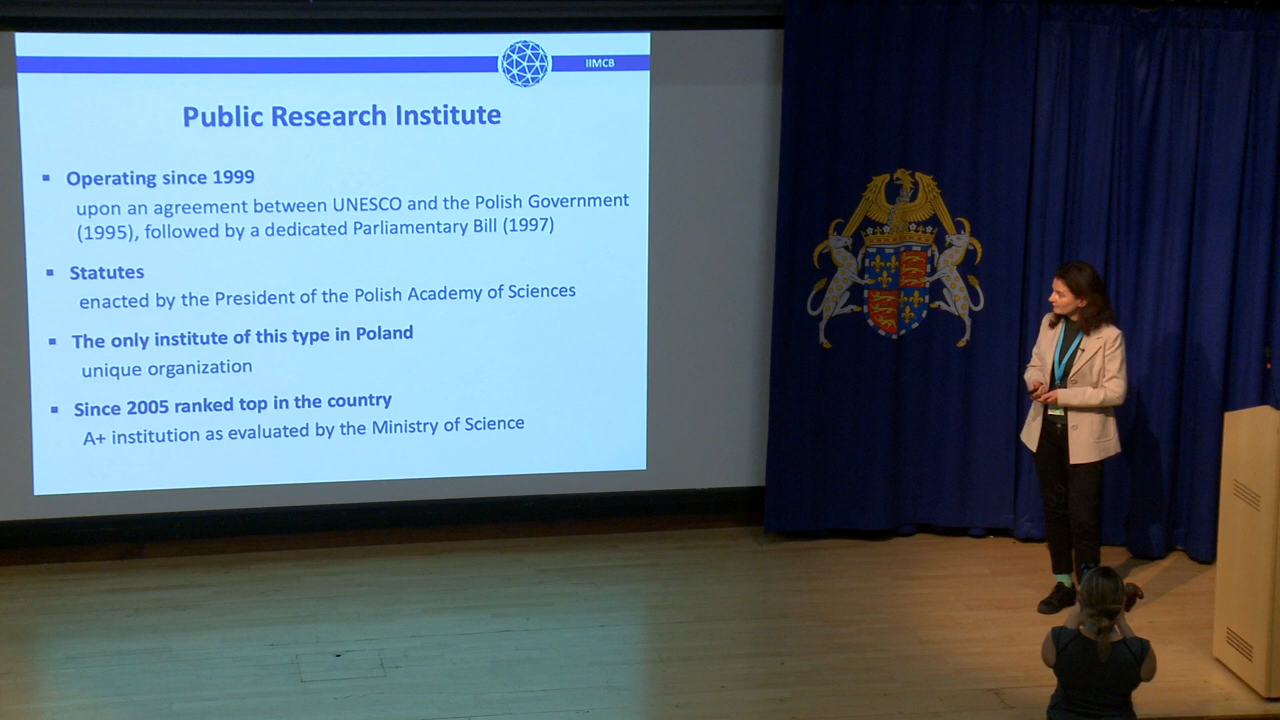 IIMCB
Public Research Institute
▪ Operating since 1999
upon an agreement between UNESCO and the Polish Government
(1995), followed by a dedicated Parliamentary Bill (1997)
▪ Statutes
enacted by the President of the Polish Academy of Sciences
▪ The only institute of this type in Poland
unique organization
▪ Since 2005 ranked top in the country
A+ institution as evaluated by the Ministry of Science